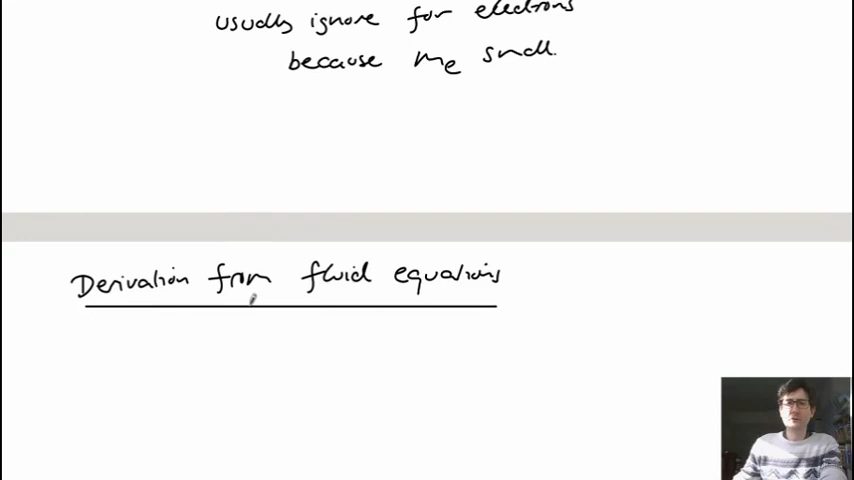 usually ignore for electrons
because me small.
Derivation from fluid equations